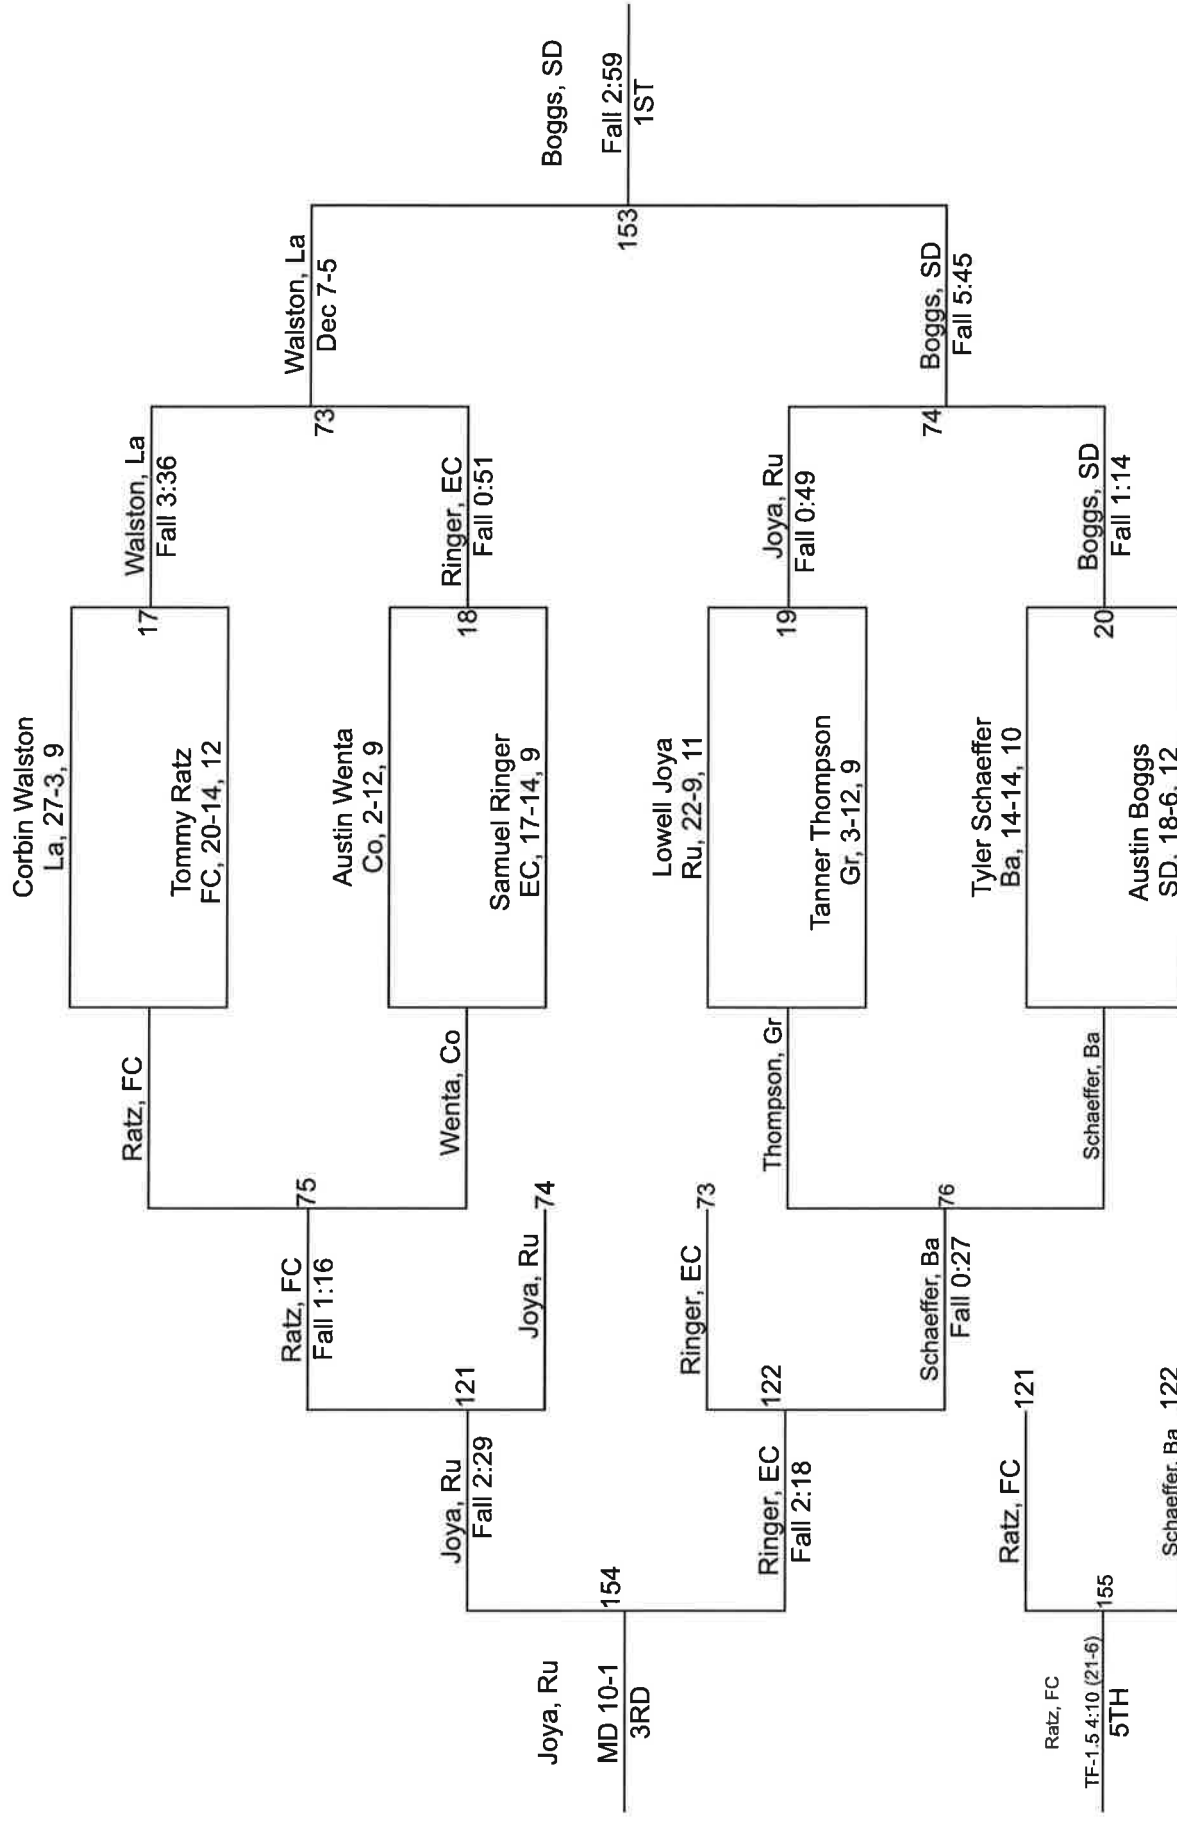 Corbin Walston
La, 27-3, 9
Tommy Ratz
FC, 20-14, 12
17
Walston, La
Fall 3:36
Austin Wenta
Co, 2-12, 9
Samuel Ringer
EC, 17-14, 9
18
Ringer, EC
Fall 0:51
73
Walston, La
Dec 7-5
Lowell Joya
Ru, 22-9, 11
Tanner Thompson
Gr, 3-12, 9
19
Joya, Ru
Fall 0:49
Tyler Schaeffer
Ba, 14-14, 10
Austin Boggs
SD, 18-6, 12
20
Boggs, SD
Fall 1:14
74
Boggs, SD
Fall 5:45
153
Boggs, SD
Fall 2:59
1ST
Ratz, FC
Wenta, Co
75
Ratz, FC
Fall 1:16
Joya, Ru
74
121
Joya, Ru
Fall 2:29
Thompson, Gr
Schaeffer, Ba
76
Ringer, EC
73
Schaeffer, Ba
Fall 0:27
122
Ringer, EC
Fall 2:18
154
Joya, Ru
MD 10-1
3RD
Ratz, FC
121
Schaeffer, Ba
122
155
Ratz, FC
TF-1.5 4:10 (21-6)
5TH